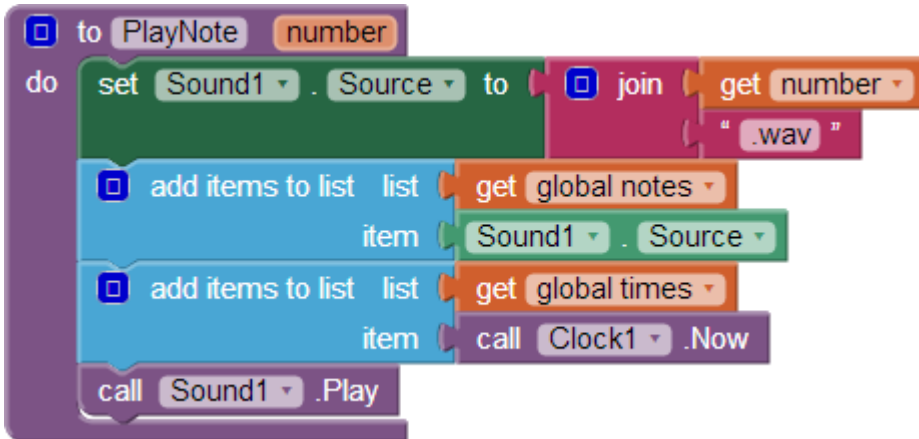 to PlayNote number
do set Sound1 . Source to join get number
" .wav "
add items to list list get global notes
item Sound1 . Source
add items to list list get global times
item call Clock1 .Now
call Sound1 .Play